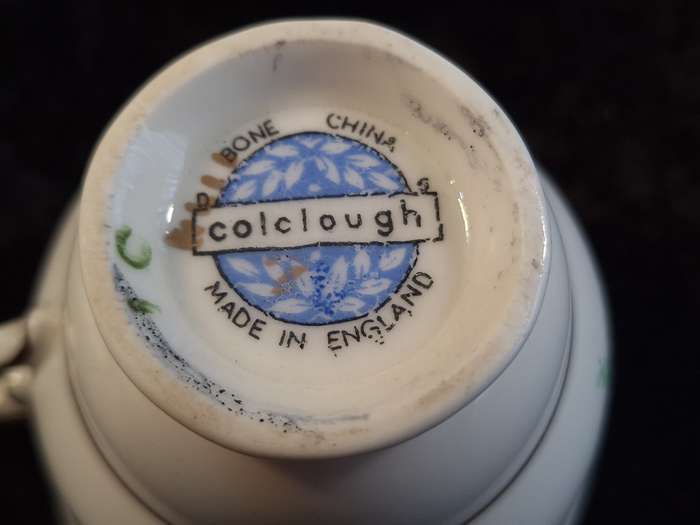 BONE CHINA
D S
colclough
MADE IN ENGLAND
C